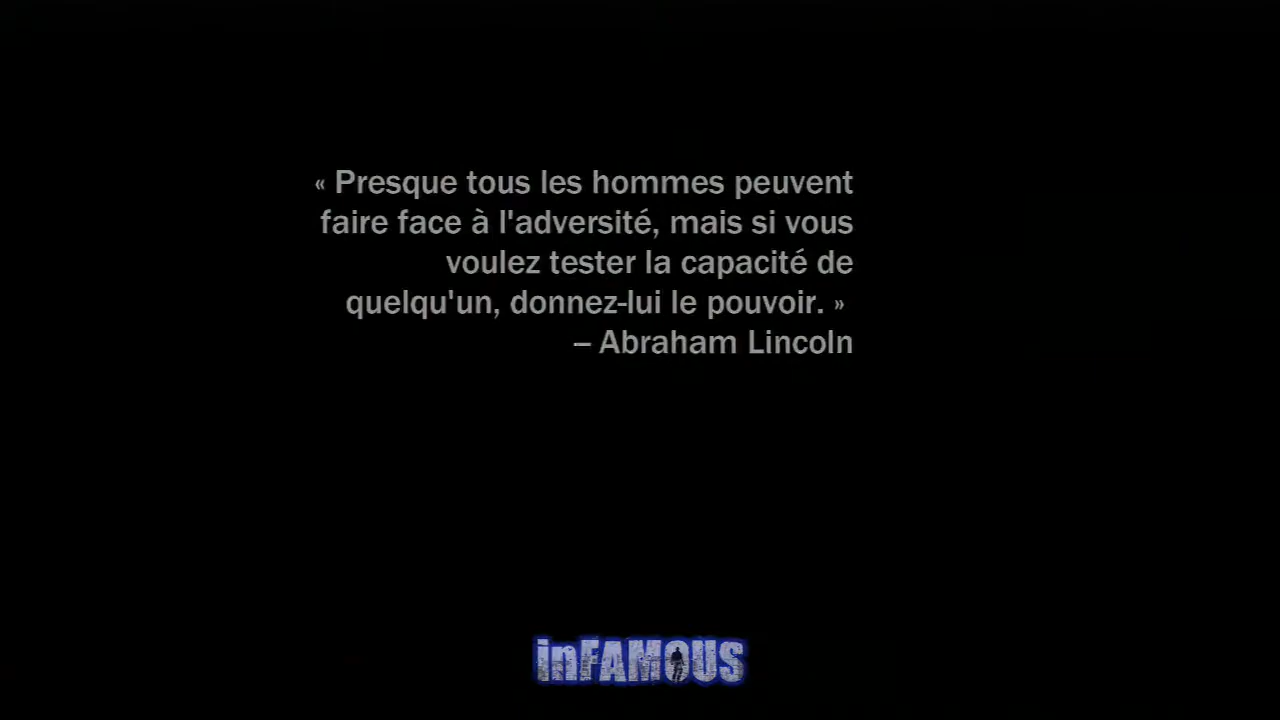 « Presque tous les hommes peuvent
faire face à l'adversité, mais si vous
voulez tester la capacité de
quelqu'un, donnez-lui le pouvoir. »
– Abraham Lincoln
inFAMOUS